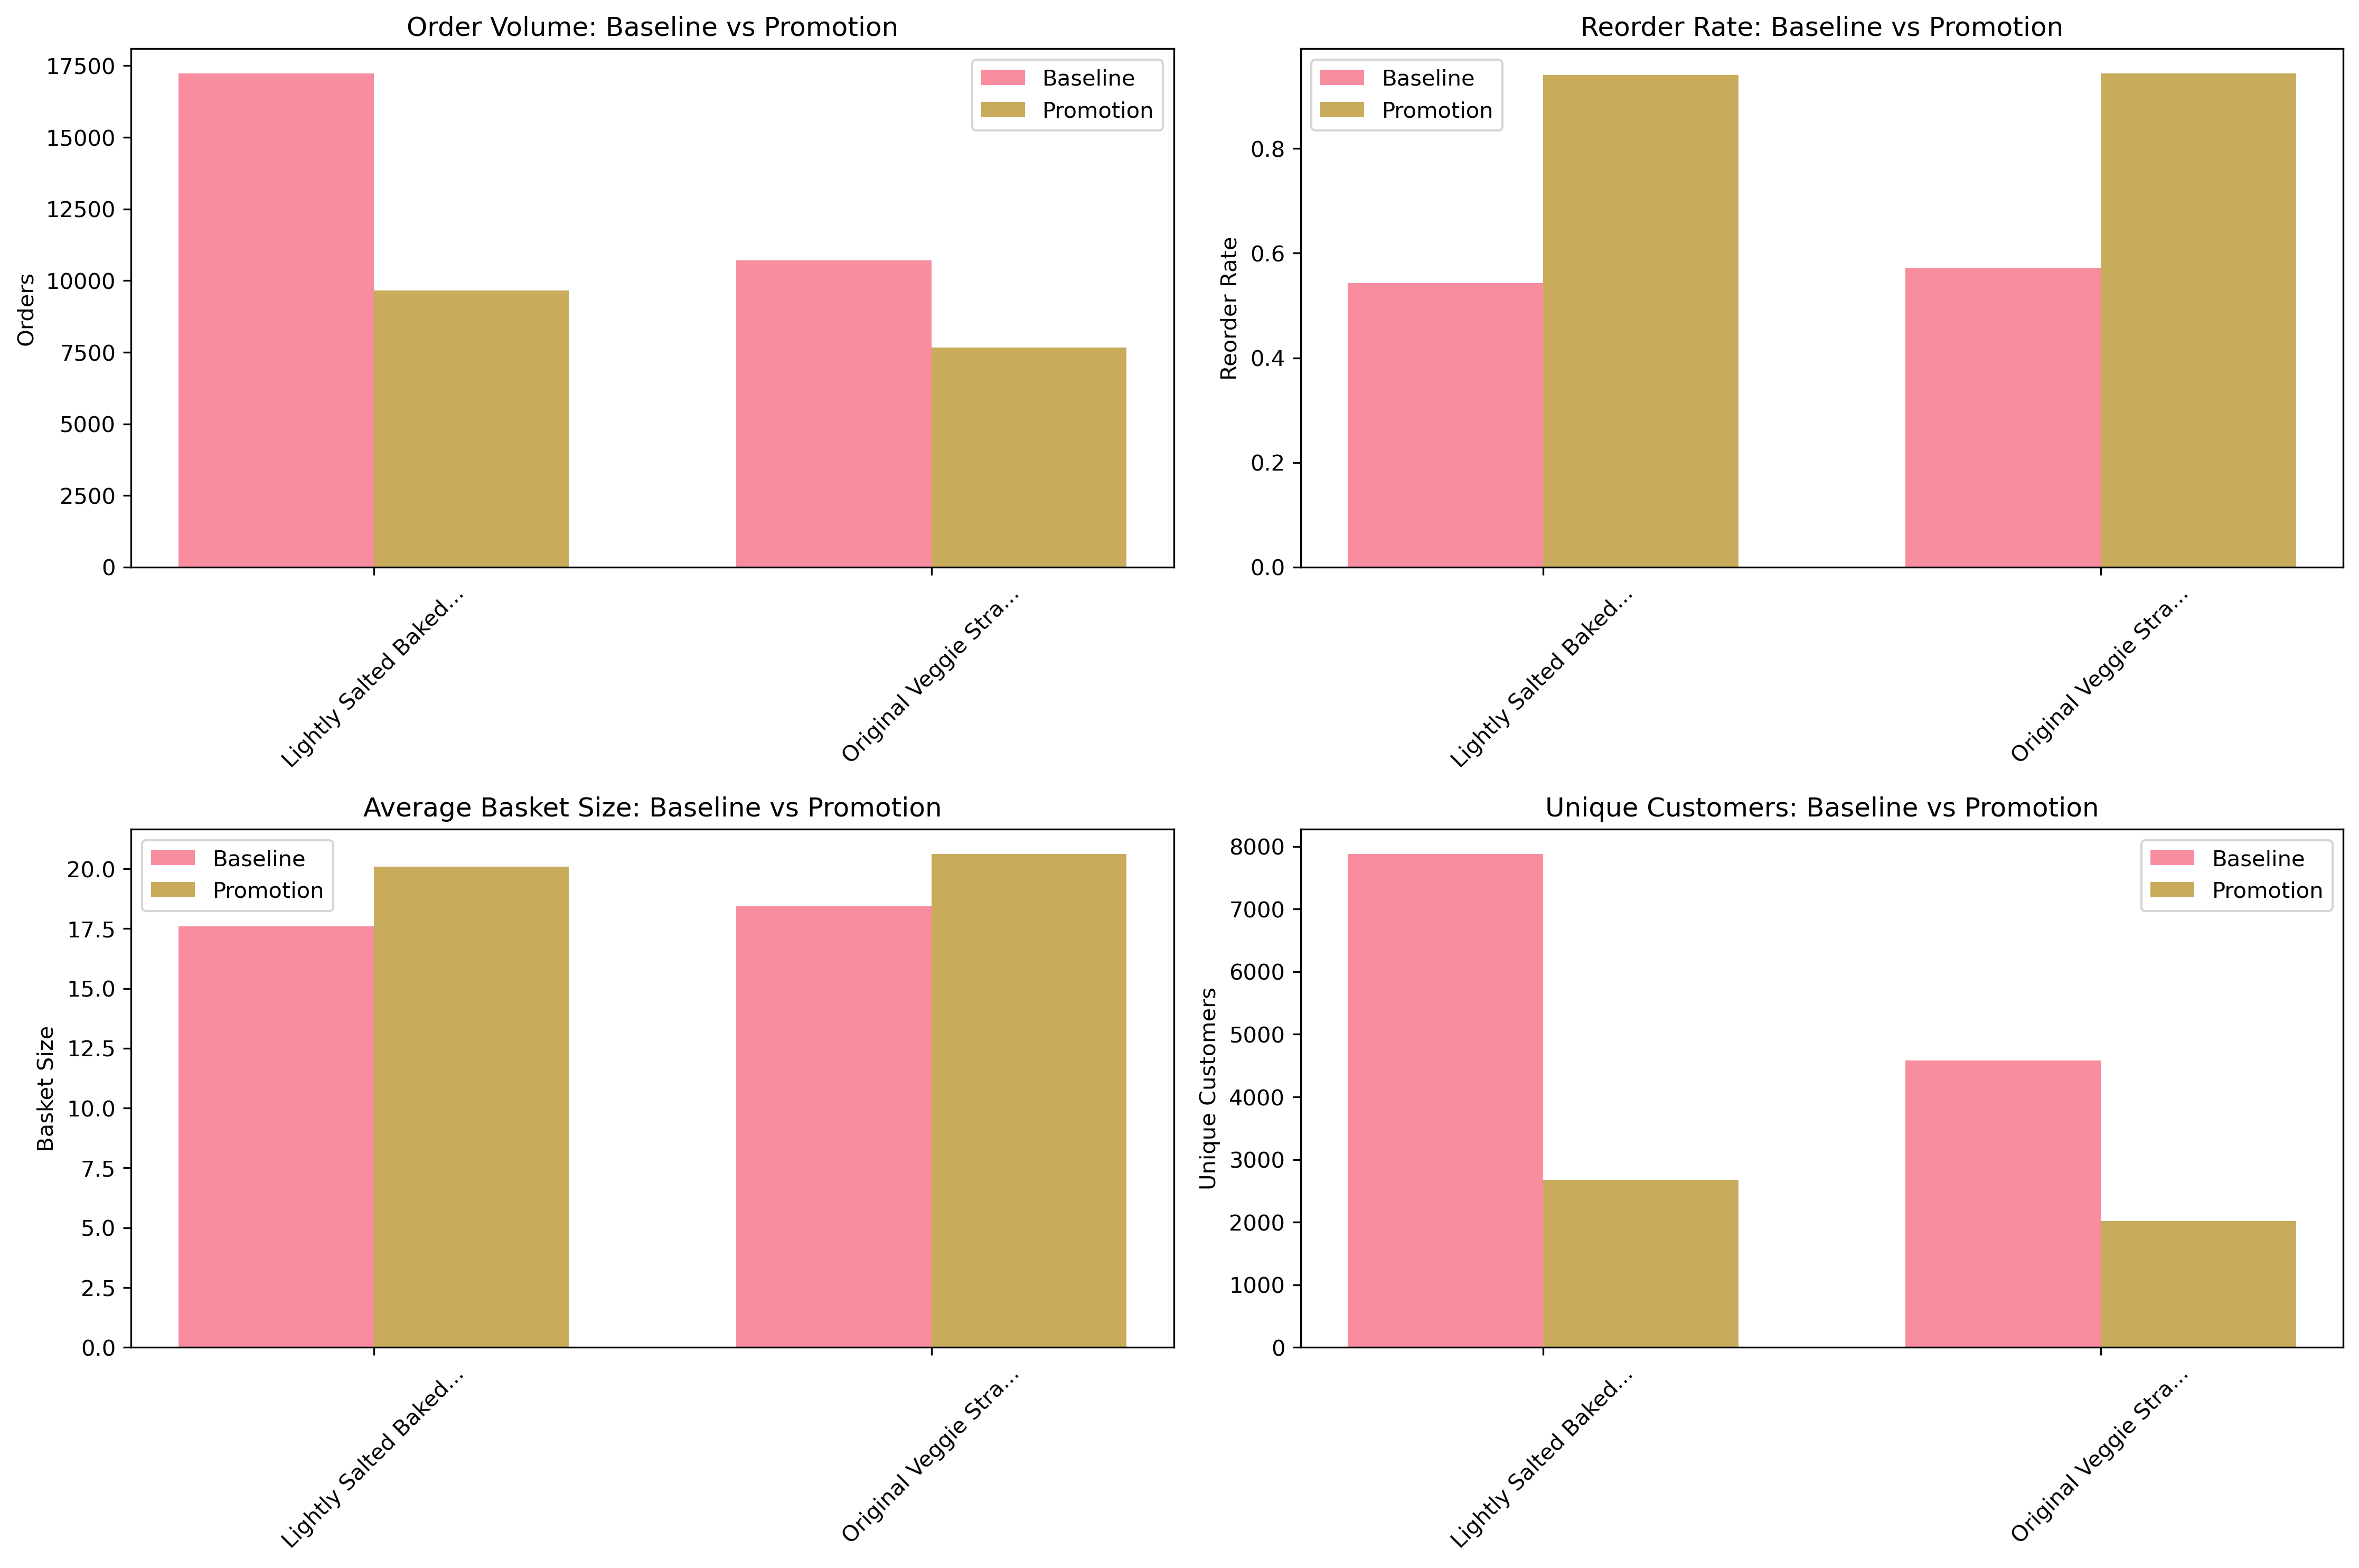 Order Volume: Baseline vs Promotion
17500
15000
12500
10000
7500
5000
2500
0
Orders
Baseline
Promotion
Lightly Salted Baked...
Original Veggie Stra...
Reorder Rate: Baseline vs Promotion
0.8
0.6
0.4
0.2
0.0
Reorder Rate
Baseline
Promotion
Lightly Salted Baked...
Original Veggie Stra...
Average Basket Size: Baseline vs Promotion
20.0
17.5
15.0
12.5
10.0
7.5
5.0
2.5
0.0
Basket Size
Baseline
Promotion
Lightly Salted Baked...
Original Veggie Stra...
Unique Customers: Baseline vs Promotion
8000
7000
6000
5000
4000
3000
2000
1000
0
Unique Customers
Baseline
Promotion
Lightly Salted Baked...
Original Veggie Stra...